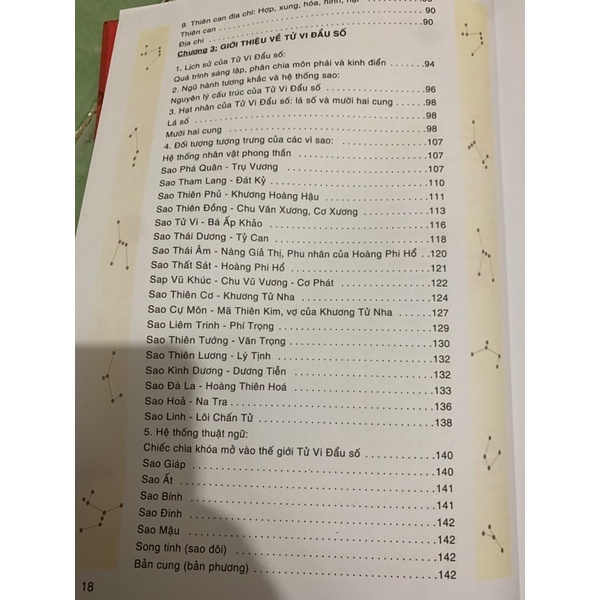 9. Thiên can địa chi: Hợp, xung, hóa, hình, hại
Thiên can ........ 90
Địa chi ........ 90
Chương 3: GIỚI THIỆU VỀ TỬ VI ĐẨU SỐ
1. Lịch sử của Tử Vi Đẩu số:
Quá trình sáng lập, phân chia môn phái và kinh điển ....94
2. Ngũ hành tương khắc và hệ thống sao:
Nguyên lý cấu trúc của Tử Vi Đẩu số ........96
3. Hạt nhân của Tử Vi Đẩu số: lá số và mười hai cung ....98
Lá số ........98
Mười hai cung ........98
4. Đối tượng tượng trưng của các vì sao: ........107
Hệ thống nhân vật phong thần ........107
Sao Phá Quân - Trụ Vương ........107
Sao Tham Lang - Đát Kỷ ........110
Sao Thiên Phủ - Khương Hoàng Hậu ........111
Sao Thiên Đồng - Chu Văn Xương, Cơ Xương ........113
Sao Tử Vi - Bá Ấp Khảo ........116
Sao Thái Dương - Tỷ Can ........118
Sao Thái Âm - Nàng Giả Thị, Phu nhân của Hoàng Phi Hổ ..120
Sao Thất Sát - Hoàng Phi Hổ ........121
Sap Vũ Khúc - Chu Vũ Vương - Cơ Phát ........122
Sao Thiên Cơ - Khương Tử Nha ........124
Sao Cự Môn - Mã Thiên Kim, vợ của Khương Tử Nha ........127
Sao Liêm Trinh - Phí Trọng ........129
Sao Thiên Tướng - Văn Trọng ........130
Sao Thiên Lương - Lý Tịnh ........132
Sao Kình Dương - Dương Tiễn ........132
Sao Đà La - Hoàng Thiên Hoá ........133
Sao Hoả - Na Tra ........136
Sao Linh - Lôi Chấn Tử ........138
5. Hệ thống thuật ngữ:
Chiếc chìa khóa mở vào thế giới Tử Vi Đẩu số ........140
Sao Giáp ........140
Sao Ất ........141
Sao Bính ........141
Sao Đinh ........142
Sao Mậu ........142
Song tinh (sao đôi) ........142
Bản cung (bản phương) ........142
18